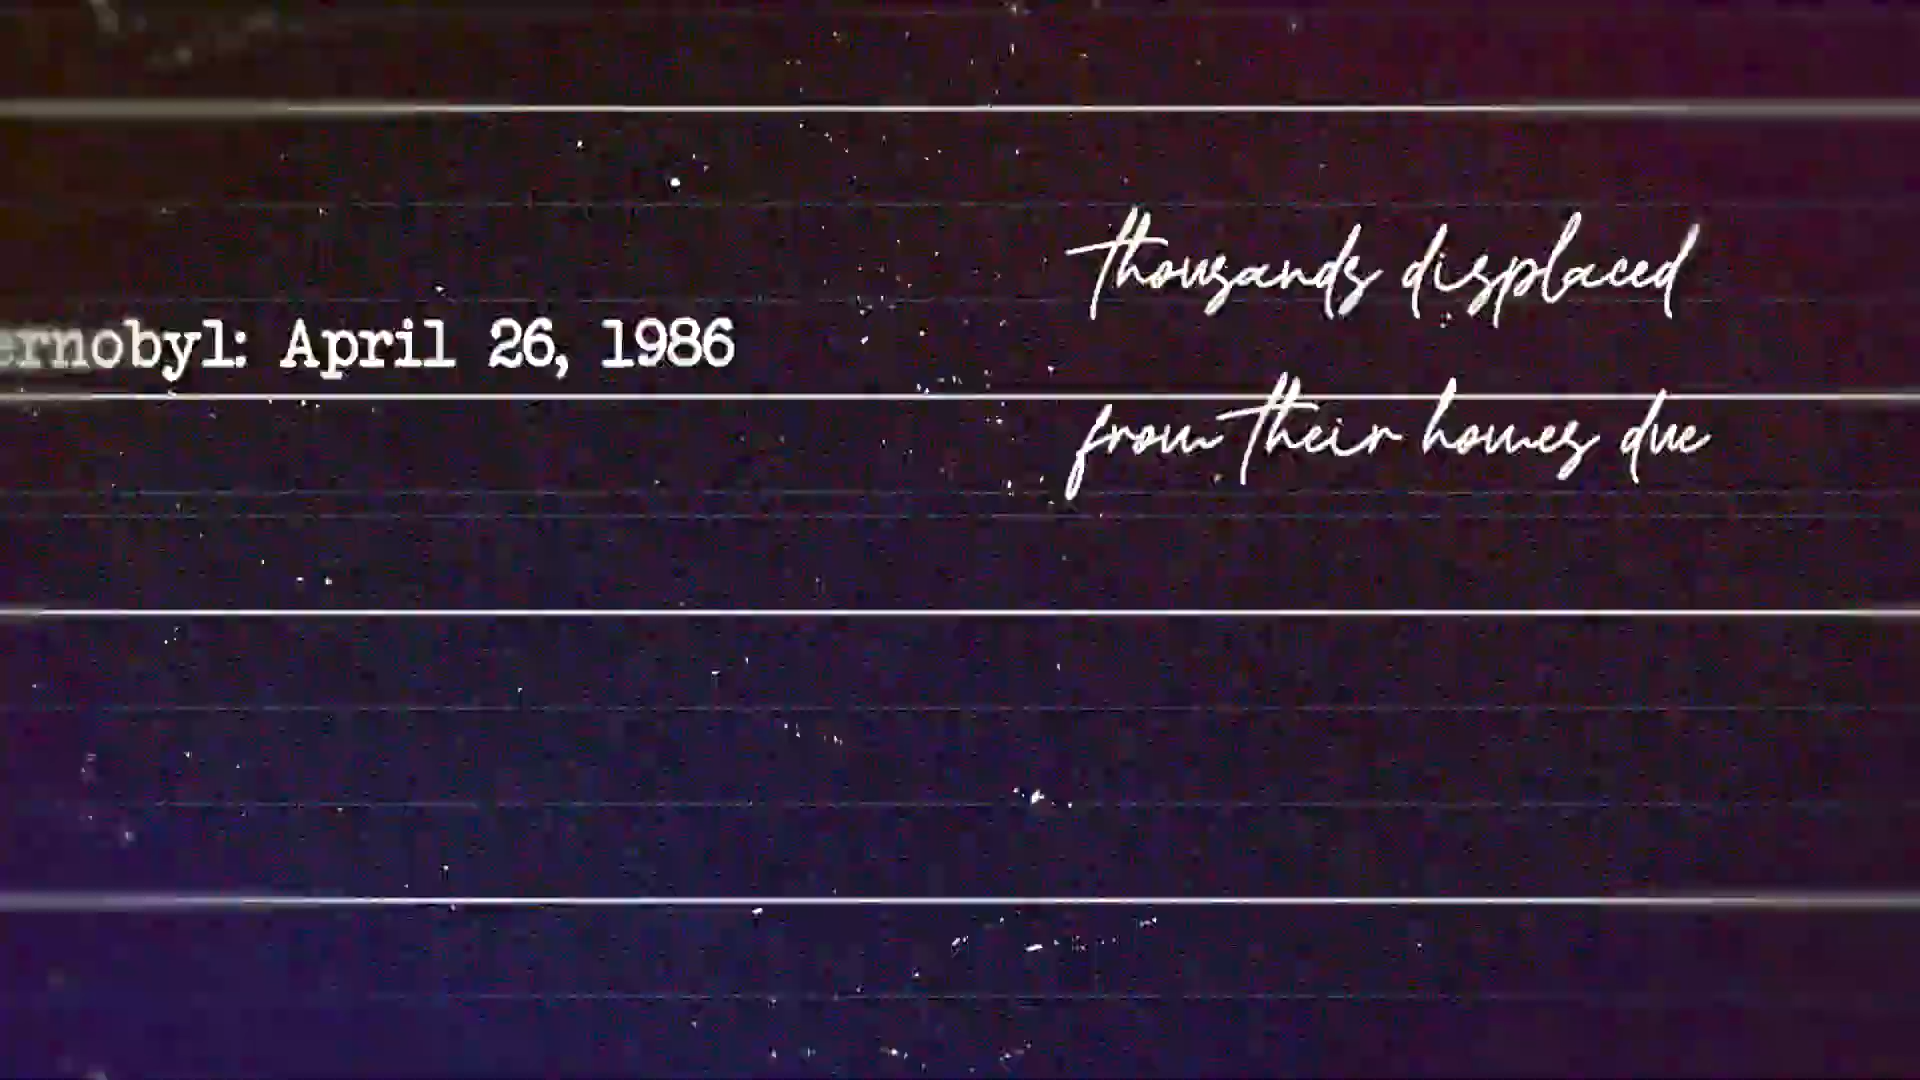 ernobyl: April 26, 1986
thousands displaced
from their homes due